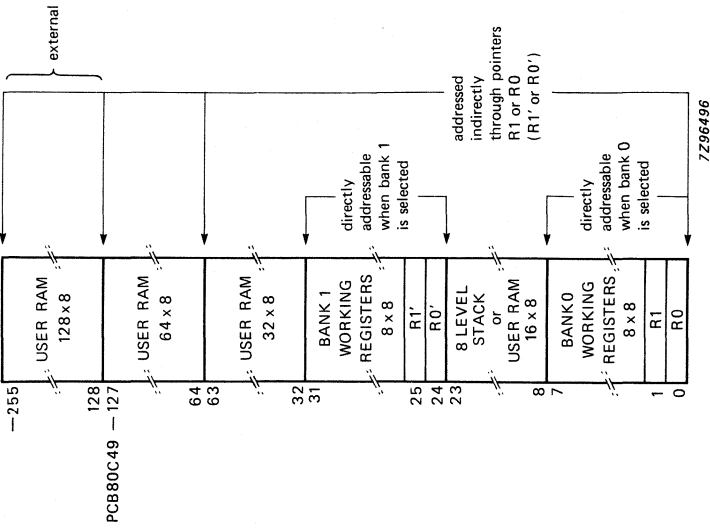 —255
USER RAM
128 x 8
external
128
PCB80C49 —127
USER RAM
64 x 8
64
63
USER RAM
32 x 8
32
31
BANK 1
WORKING
REGISTERS
8 x 8
directly
addressable
when bank 1
is selected
addressed
indirectly
through pointers
R1 or R0
(R1' or R0')
25
R1'
24
R0'
23
8 LEVEL
STACK
or
USER RAM
16 x 8
8
7
BANK 0
WORKING
REGISTERS
8 x 8
directly
addressable
when bank 0
is selected
1
R1
0
R0
7Z96496